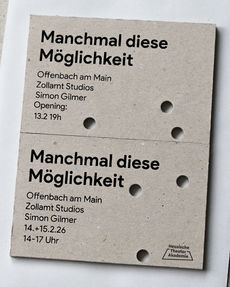 Manchmal diese
Möglichkeit
Offenbach am Main
Zollamt Studios
Simon Gilmer
Opening:
13.2 19h
Manchmal diese
Möglichkeit
Offenbach am Main
Zollamt Studios
Simon Gilmer
14.+15.2.26
14-17 Uhr
Hessische
Theater
Akademie